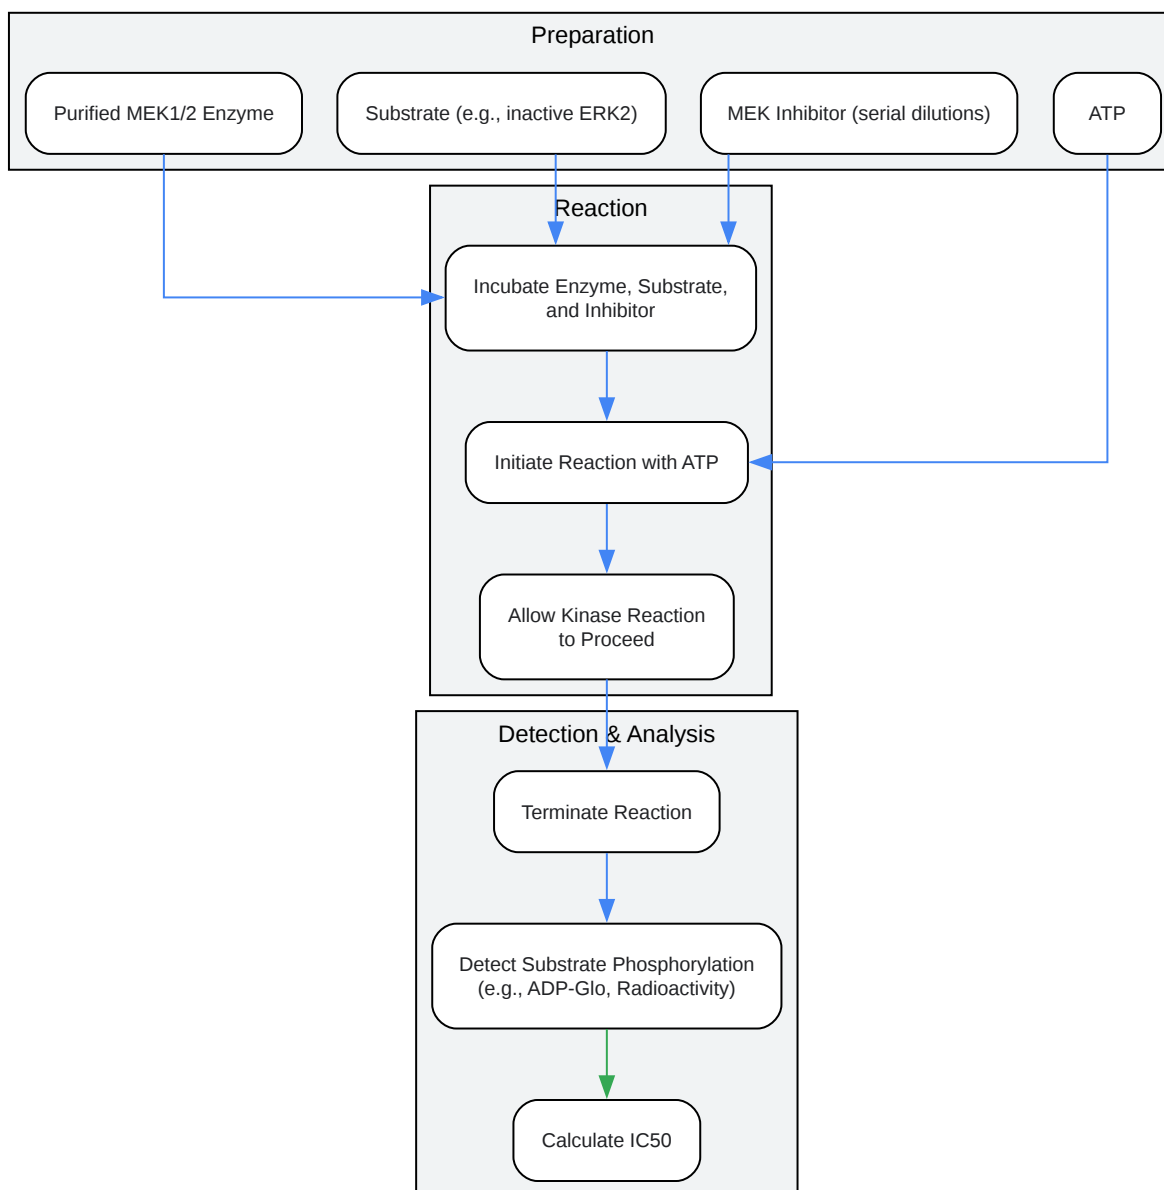 Preparation
Purified MEK1/2 Enzyme
Substrate (e.g., inactive ERK2)
MEK Inhibitor (serial dilutions)
ATP
Reaction
Incubate Enzyme, Substrate,
and Inhibitor
Initiate Reaction with ATP
Allow Kinase Reaction
to Proceed
Detection & Analysis
Terminate Reaction
Detect Substrate Phosphorylation
(e.g., ADP-Glo, Radioactivity)
Calculate IC50